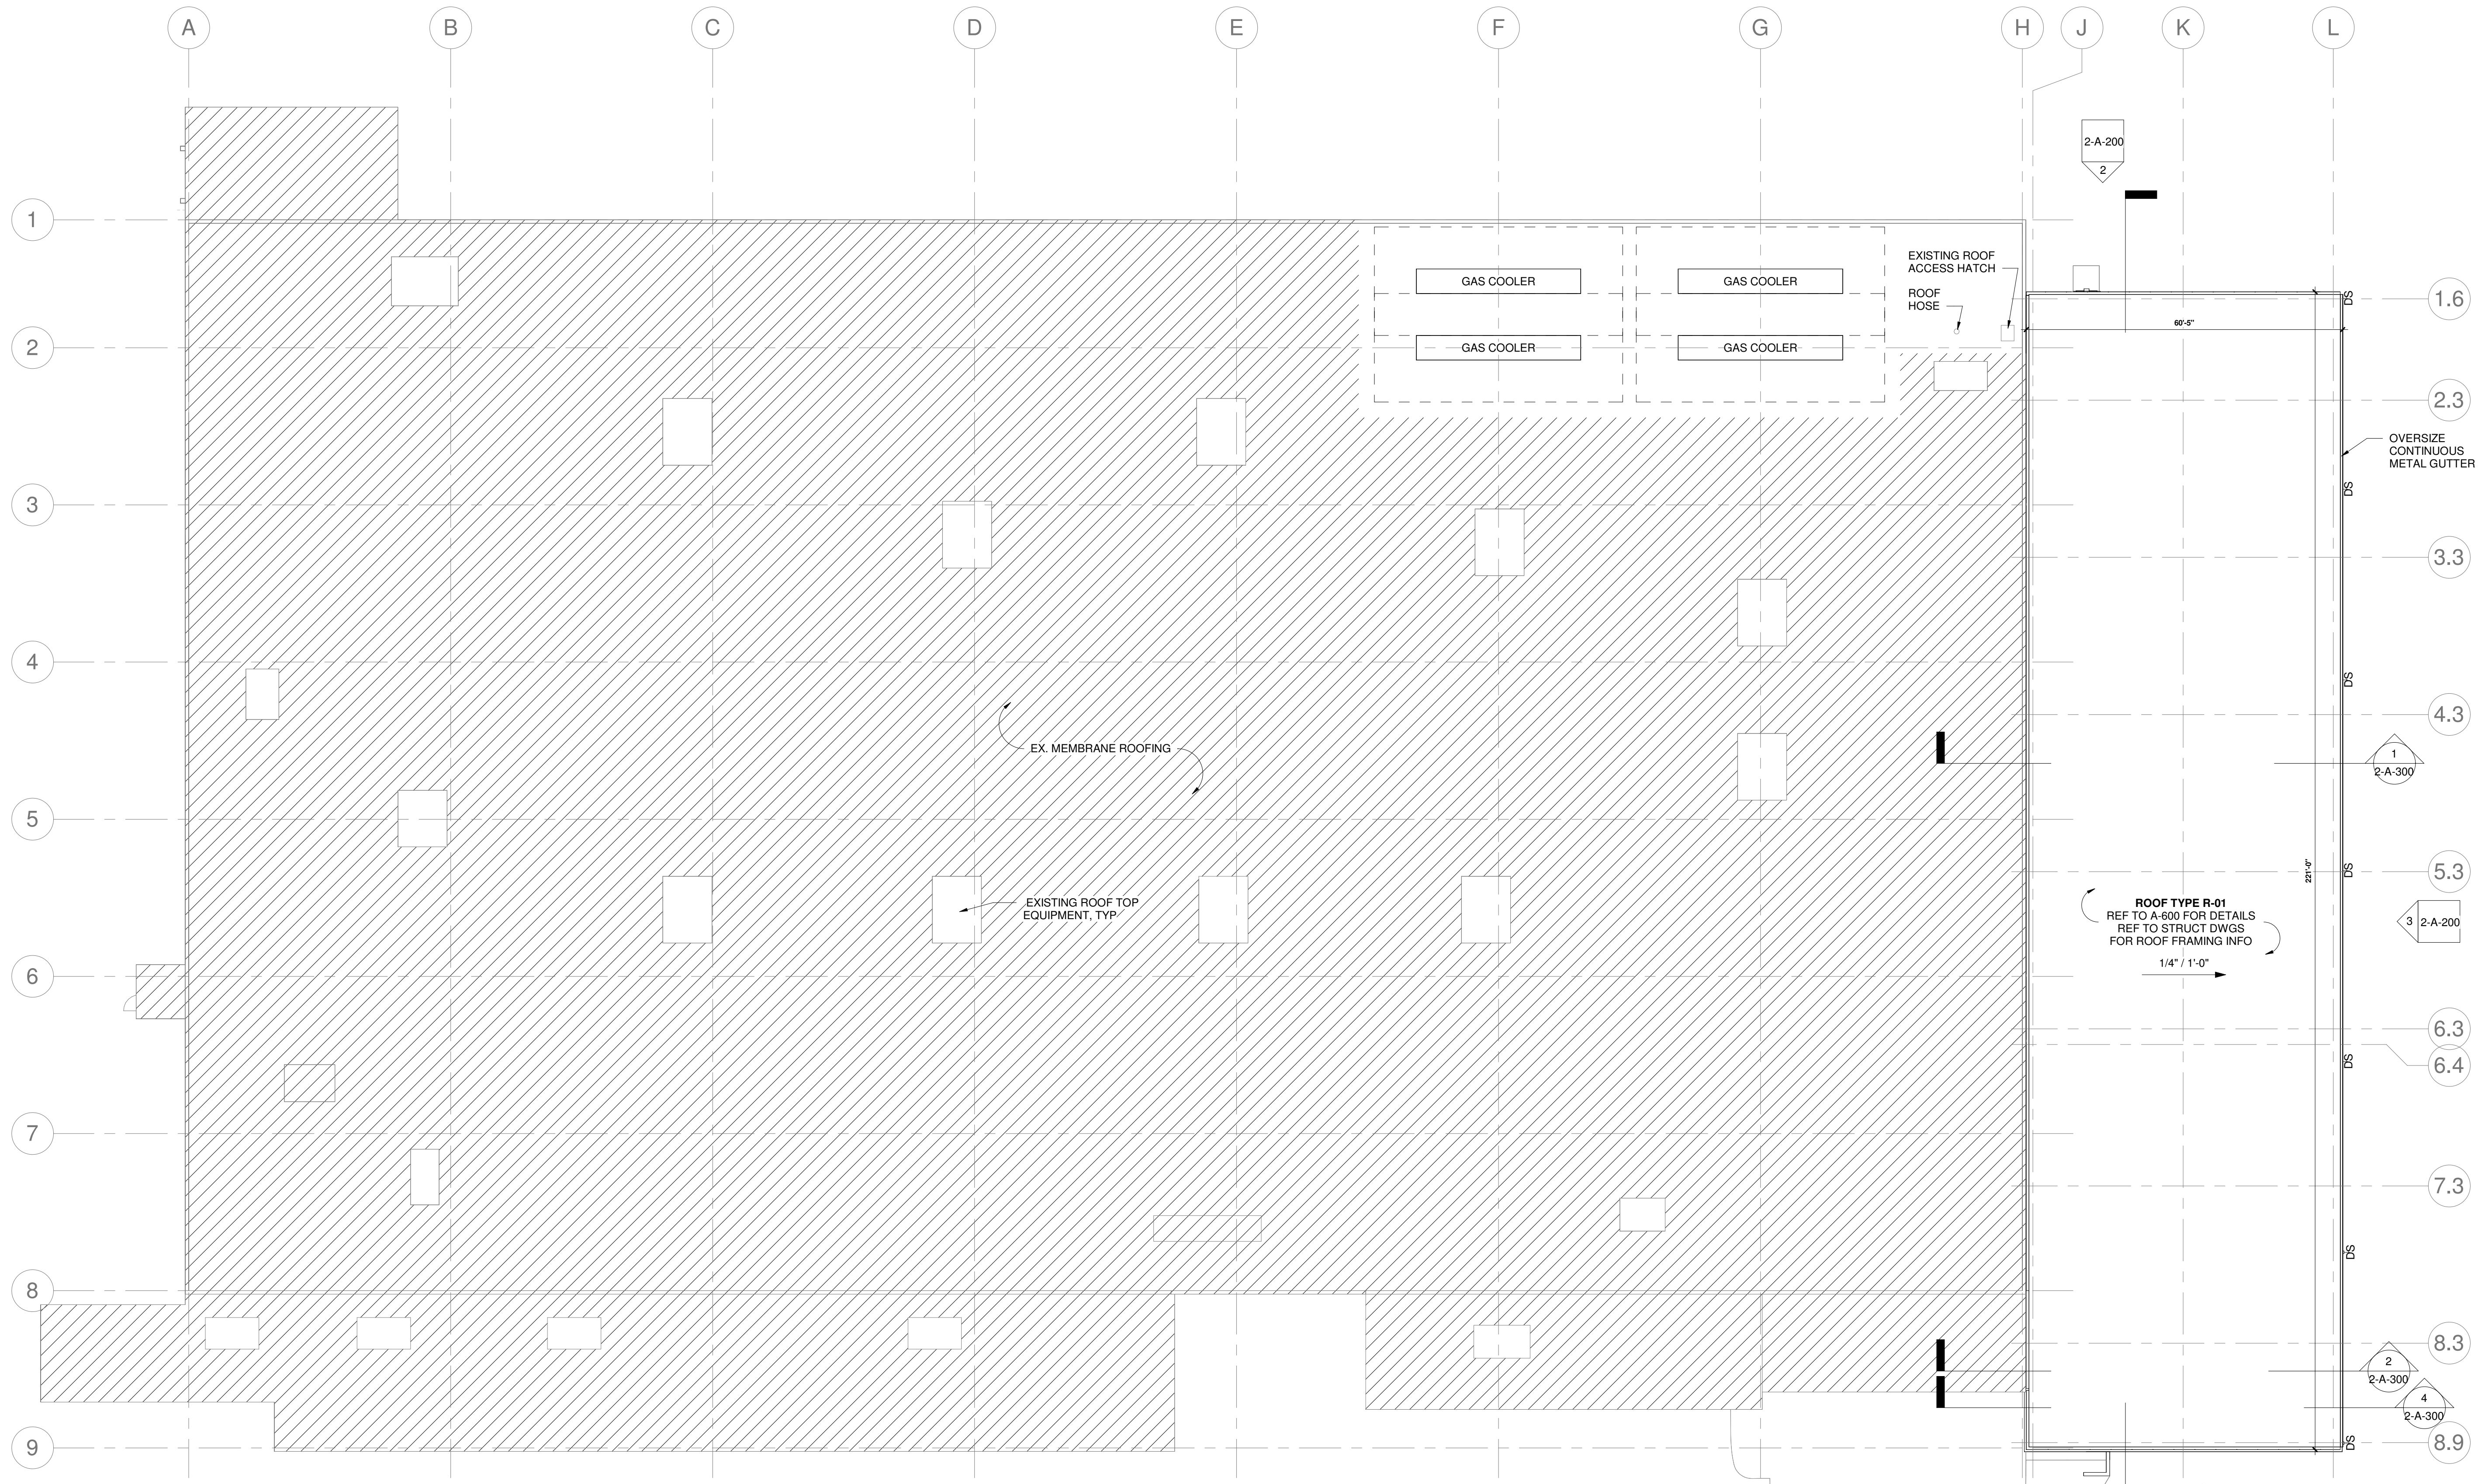 A
B
C
D
E
F
G
H
J
K
L
2-A-200
2
1
EXISTING ROOF
ACCESS HATCH
ROOF
HOSE
GAS COOLER
GAS COOLER
DS
1.6
60'-5"
2
GAS COOLER
GAS COOLER
2.3
OVERSIZE
CONTINUOUS
METAL GUTTER
DS
3
3.3
4
DS
4.3
EX. MEMBRANE ROOFING
1
2-A-300
5
DS
5.3
221'-0"
EXISTING ROOF TOP
EQUIPMENT, TYP
ROOF TYPE R-01
REF TO A-600 FOR DETAILS
REF TO STRUCT DWGS
FOR ROOF FRAMING INFO
1/4" / 1'-0"
3
2-A-200
6
6.3
DS
6.4
7
7.3
DS
8
8.3
2
2-A-300
4
2-A-300
DS
9
8.9